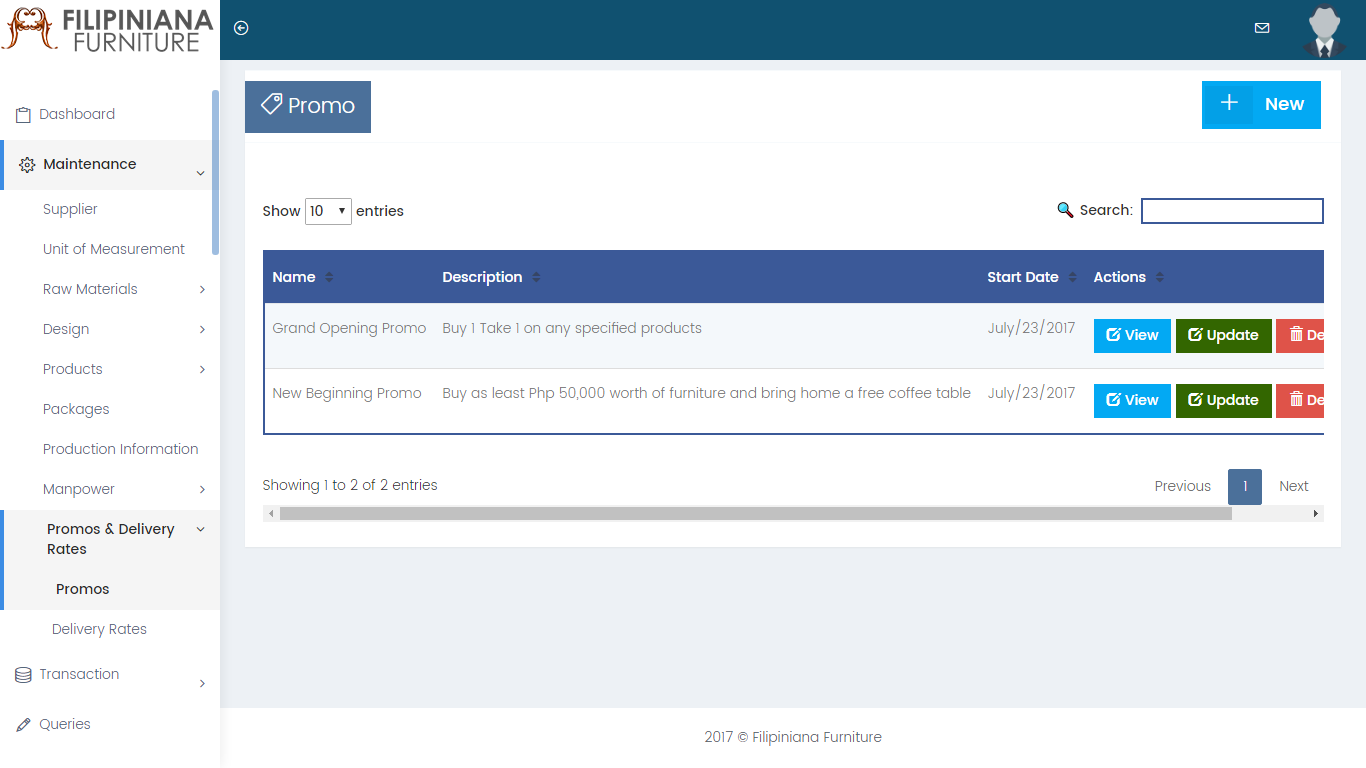 FILIPINIANA
FURNITURE
Dashboard
Maintenance
Supplier
Unit of Measurement
Raw Materials
Design
Products
Packages
Production Information
Manpower
Promos & Delivery
Rates
Promos
Delivery Rates
Transaction
Queries
Promo
New
Show 10 entries
Search:
Name Description Start Date Actions
Grand Opening Promo Buy 1 Take 1 on any specified products July/23/2017 View Update De
New Beginning Promo Buy as least Php 50,000 worth of furniture and bring home a free coffee table July/23/2017 View Update De
Showing 1 to 2 of 2 entries
Previous 1 Next
2017 © Filipiniana Furniture